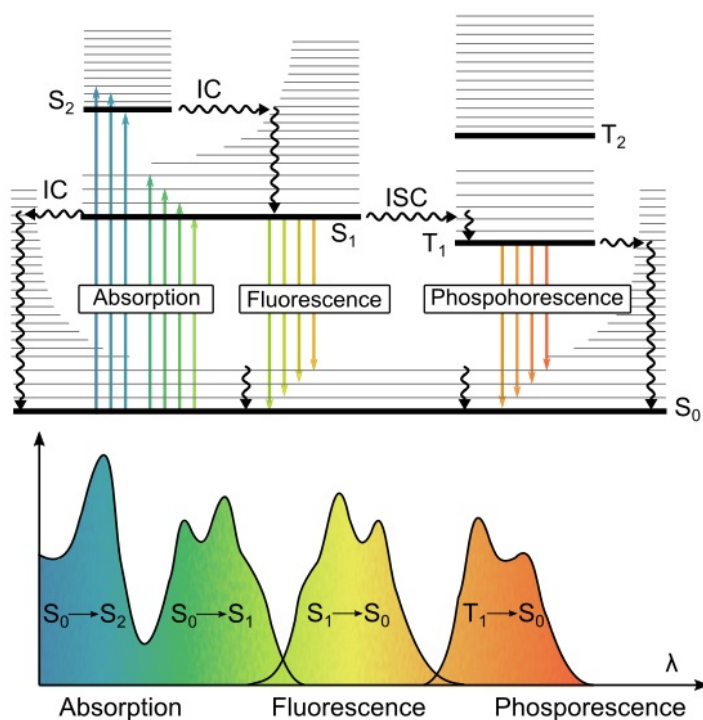 S2 IC T2
IC S1 ISC T1
Absorption Fluorescence Phospohorescence
S0
S0→S2 S0→S1 S1→S0 T1→S0 λ
Absorption Fluorescence Phosporescence